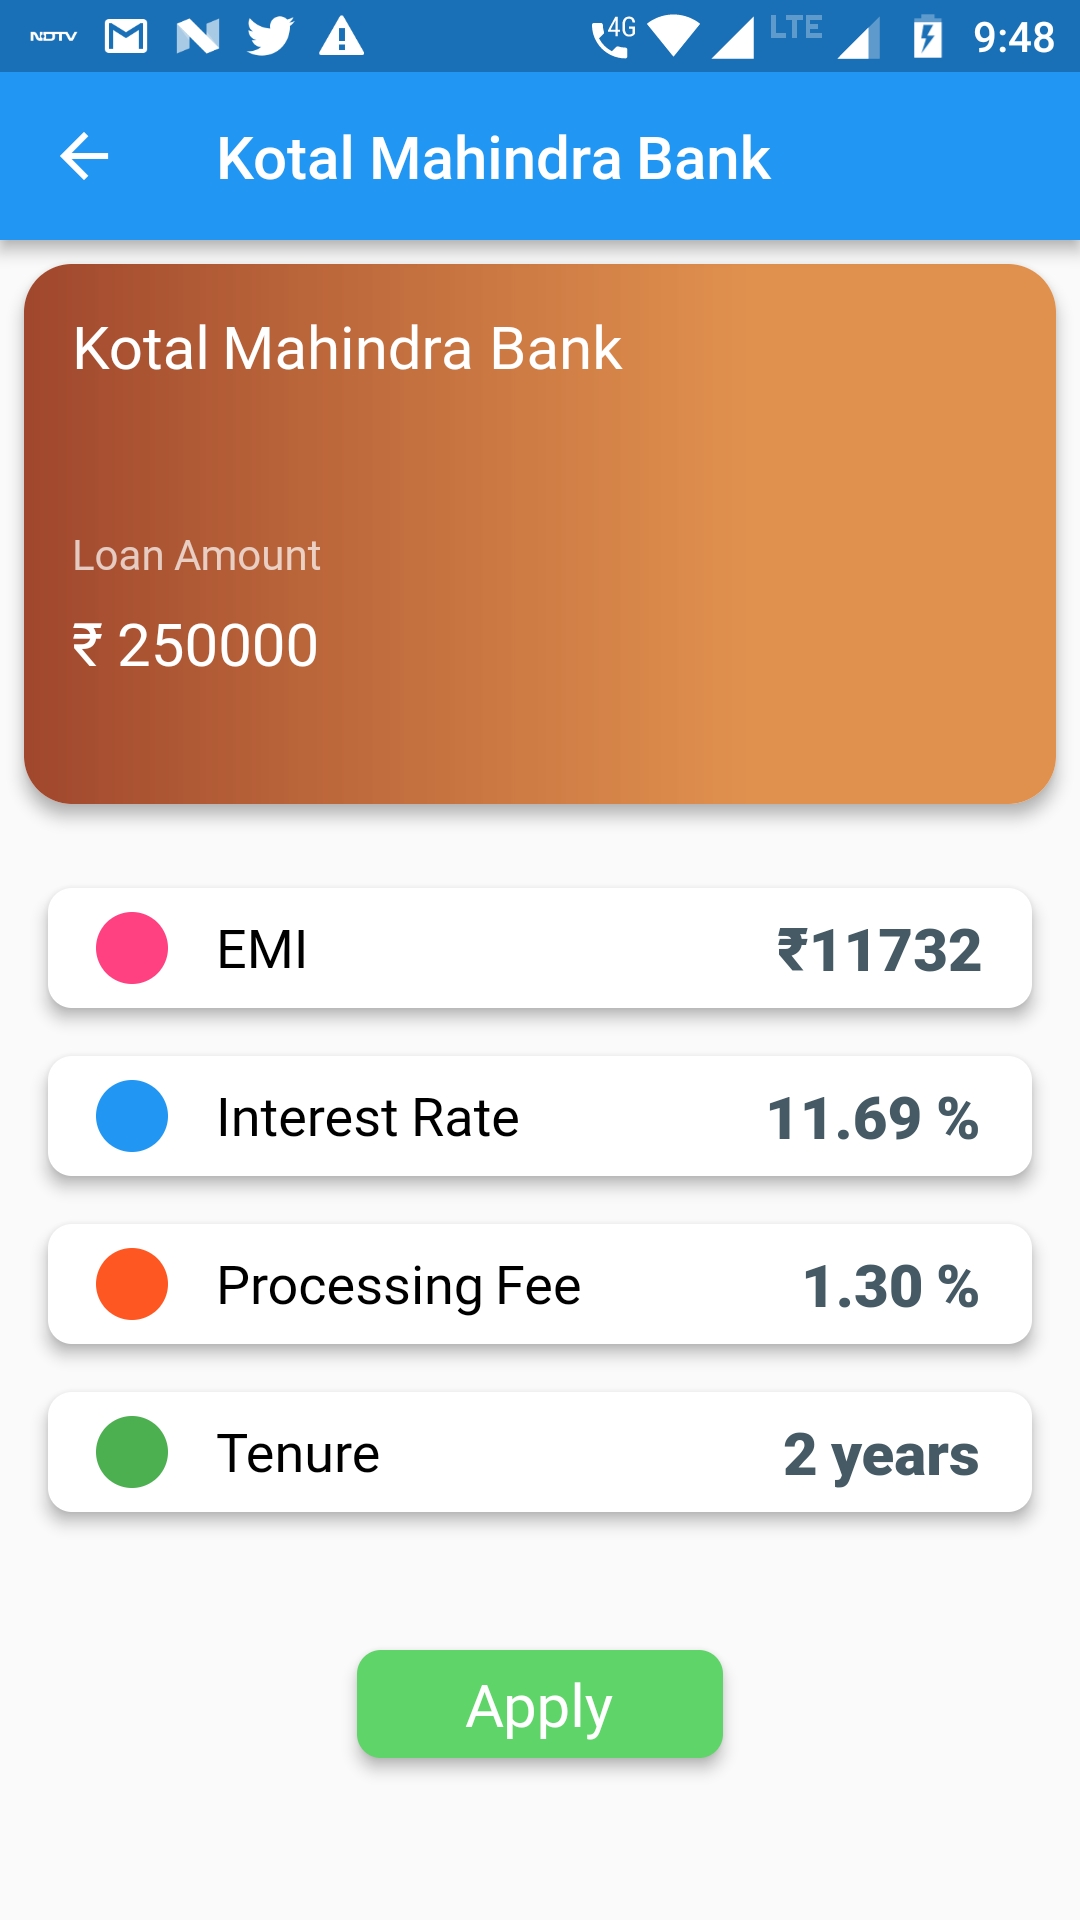 NDTV 4G LTE 9:48
Kotal Mahindra Bank
Kotal Mahindra Bank
Loan Amount
₹ 250000
EMI ₹11732
Interest Rate 11.69 %
Processing Fee 1.30 %
Tenure 2 years
Apply